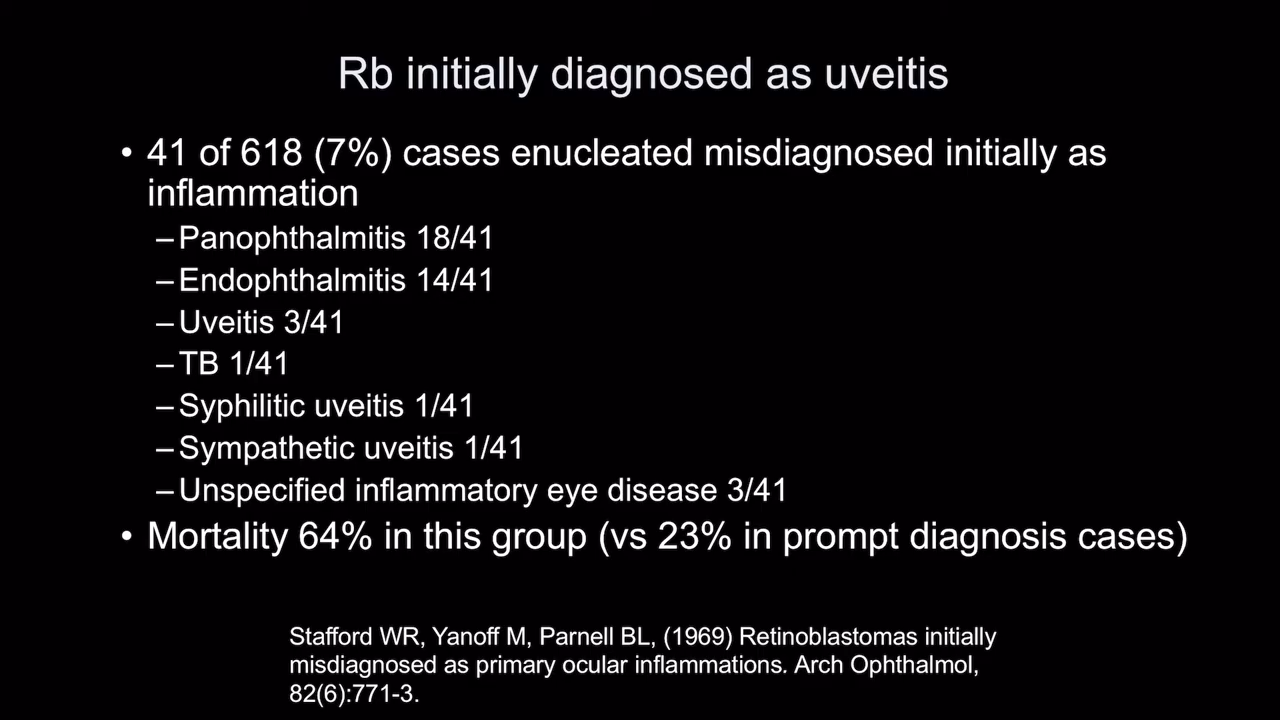 Rb initially diagnosed as uveitis
• 41 of 618 (7%) cases enucleated misdiagnosed initially as
inflammation
– Panophthalmitis 18/41
– Endophthalmitis 14/41
– Uveitis 3/41
– TB 1/41
– Syphilitic uveitis 1/41
– Sympathetic uveitis 1/41
– Unspecified inflammatory eye disease 3/41
• Mortality 64% in this group (vs 23% in prompt diagnosis cases)
Stafford WR, Yanoff M, Parnell BL, (1969) Retinoblastomas initially
misdiagnosed as primary ocular inflammations. Arch Ophthalmol,
82(6):771-3.